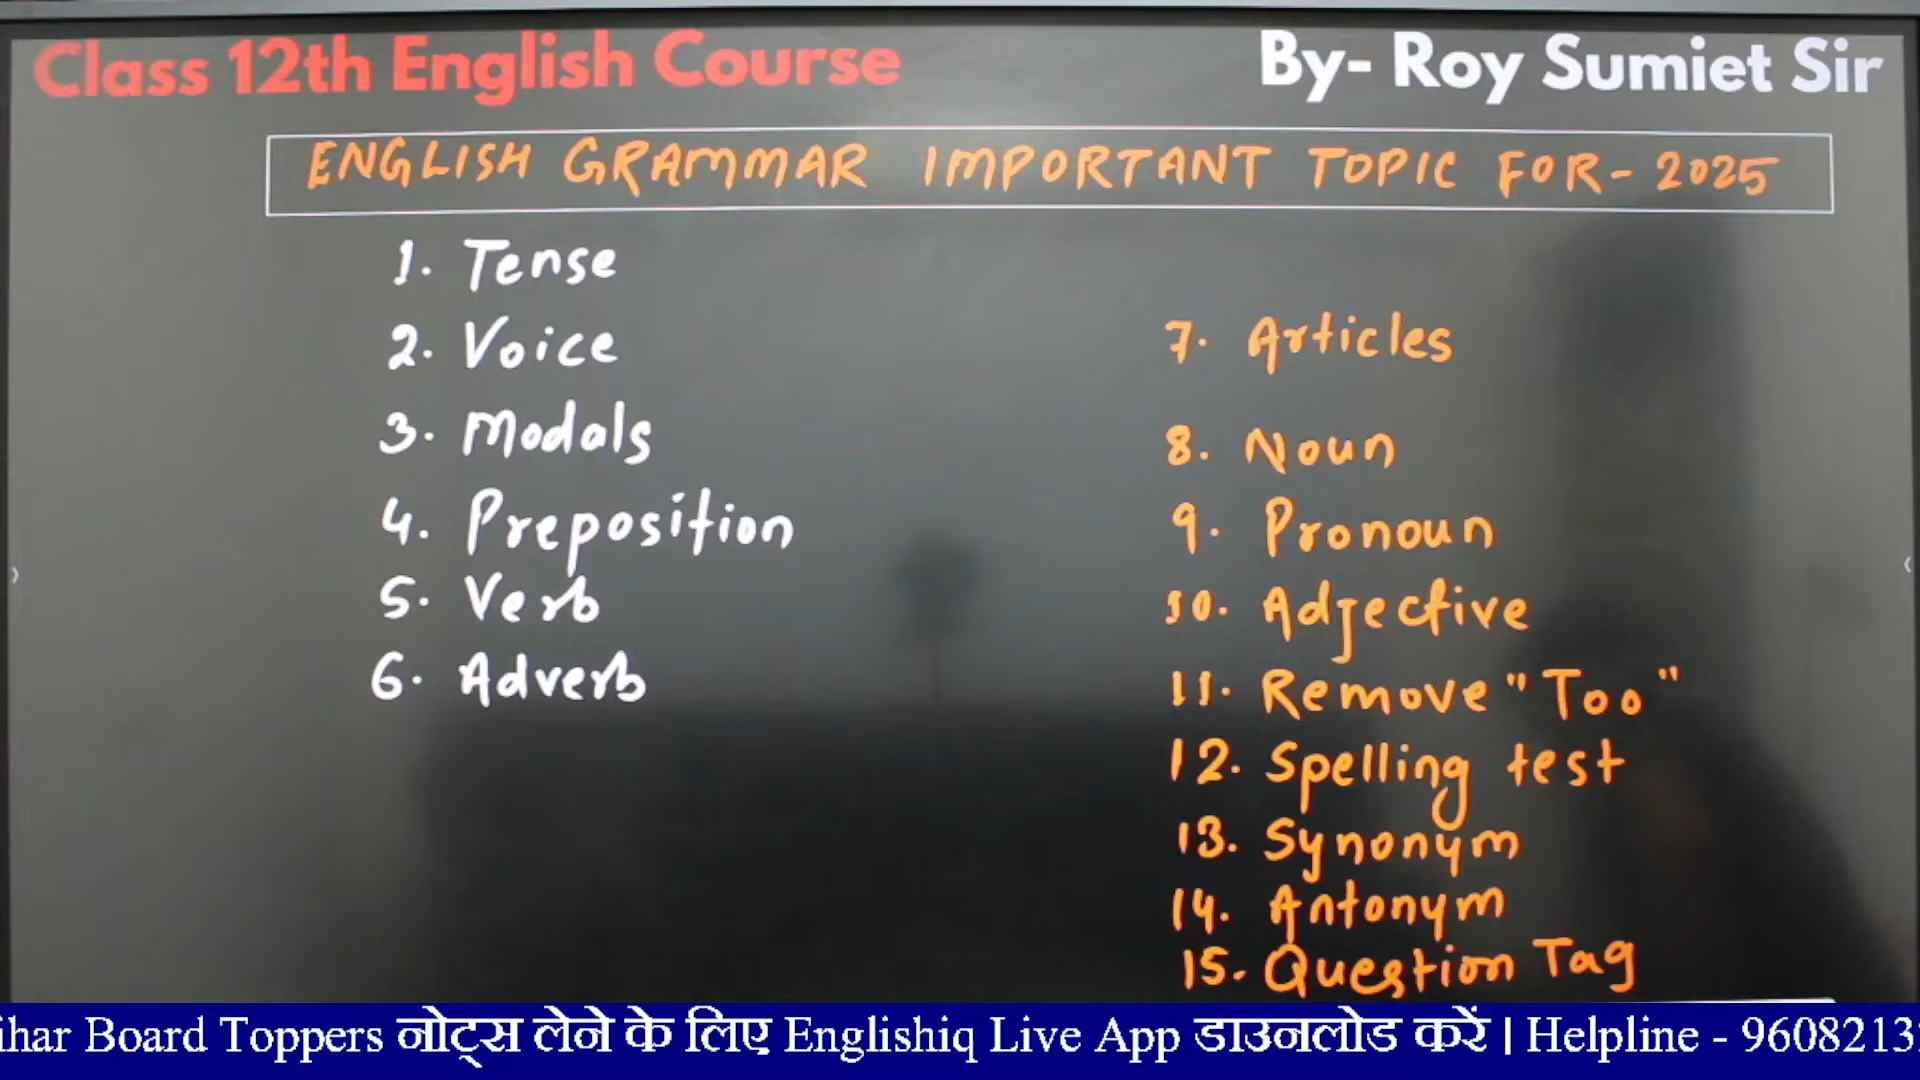 Class 12th English Course
By- Roy Sumiet Sir
ENGLISH GRAMMAR IMPORTANT TOPIC FOR- 2025
1. Tense
2. Voice
3. Modals
4. Preposition
5. Verb
6. Adverb
7. Articles
8. Noun
9. Pronoun
10. Adjective
11. Remove "Too"
12. Spelling test
13. Synonym
14. Antonym
15. Question Tag
ihar Board Toppers नोट्स लेने के लिए Englishiq Live App डाउनलोड करें | Helpline - 9608213